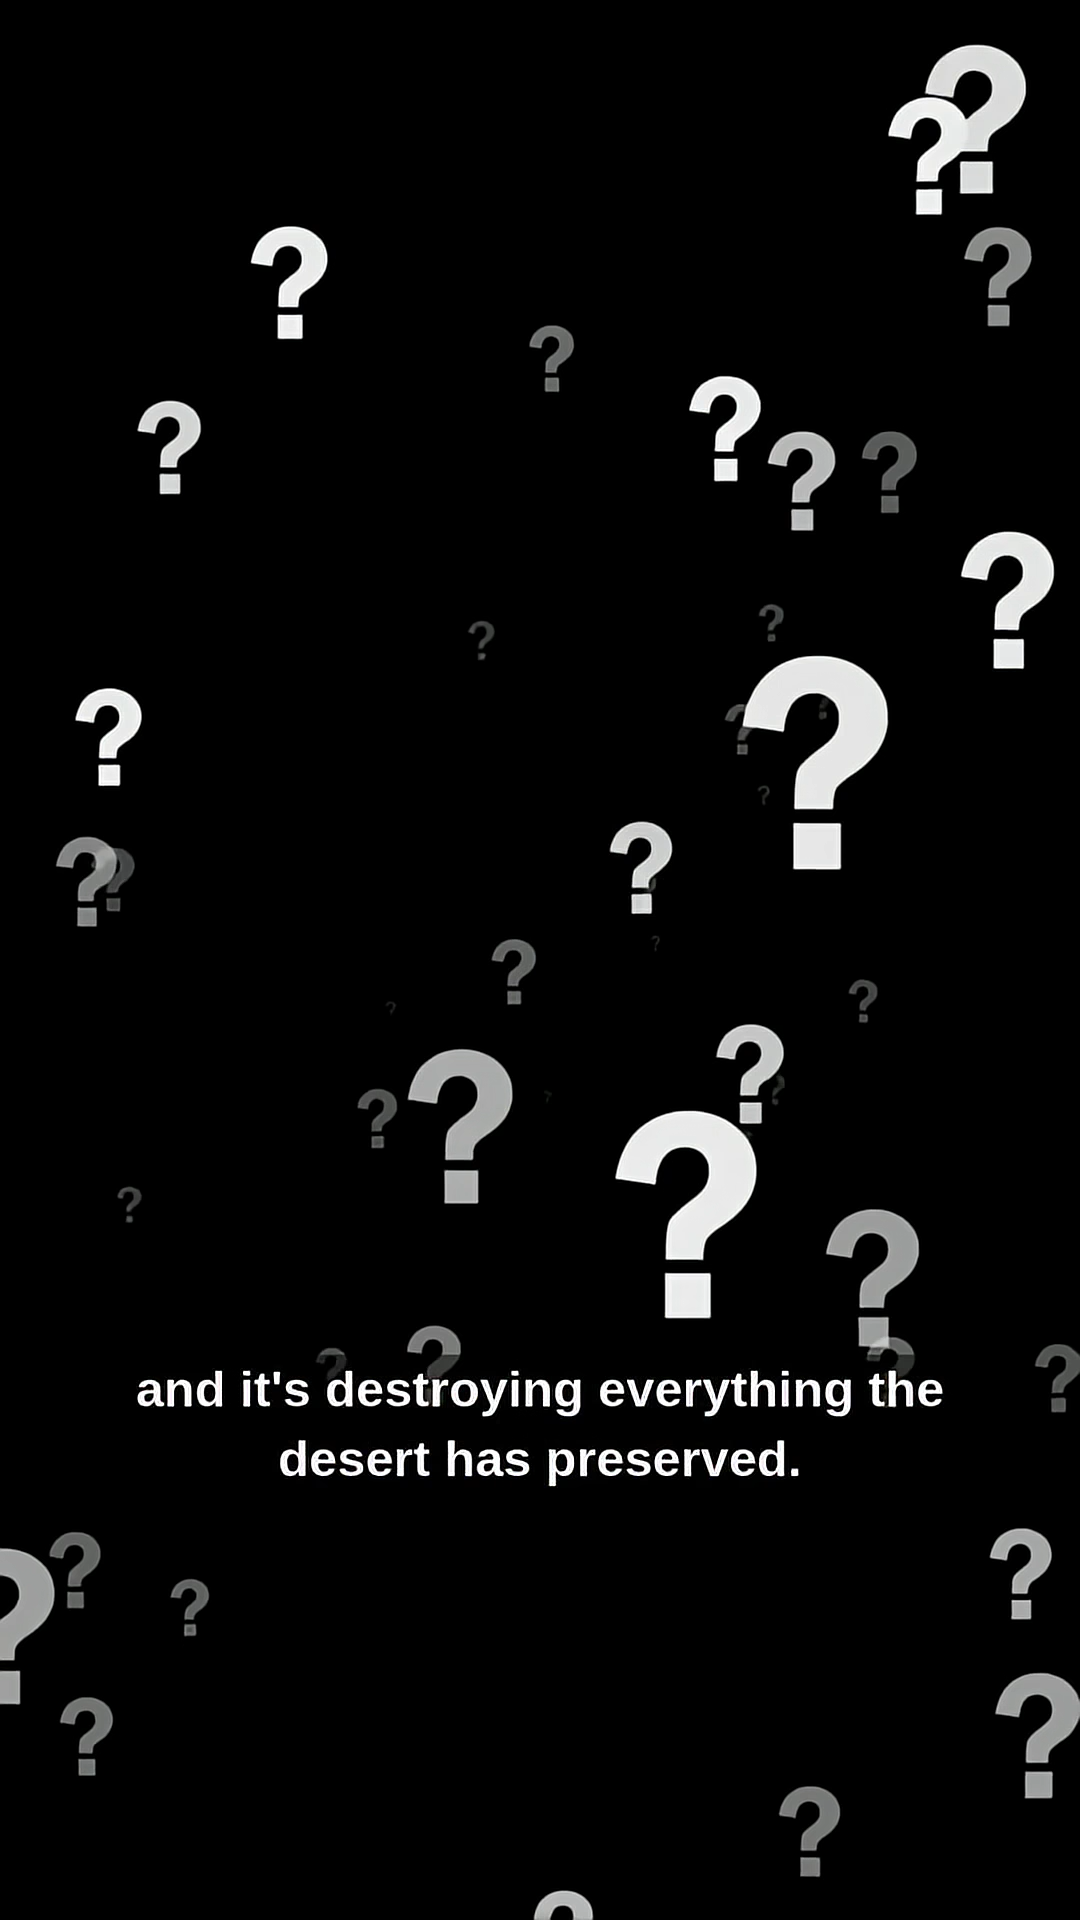 and it's destroying everything the
desert has preserved.